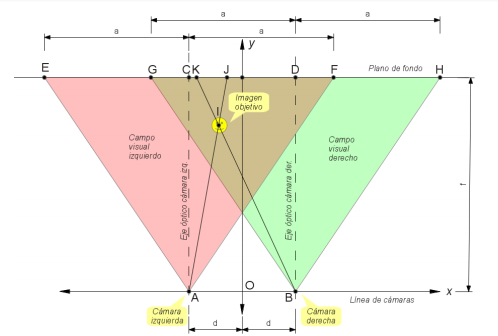 a
a
a
y
E
G
C
K
J
D
F
H
Plano de fondo
Imagen
objetivo
Campo
visual
izquierdo
Campo
visual
derecho
Eje óptico cámara izq.
Eje óptico cámara der.
f
O
A
B
x
Línea de cámaras
Cámara
izquierda
Cámara
derecha
d
d